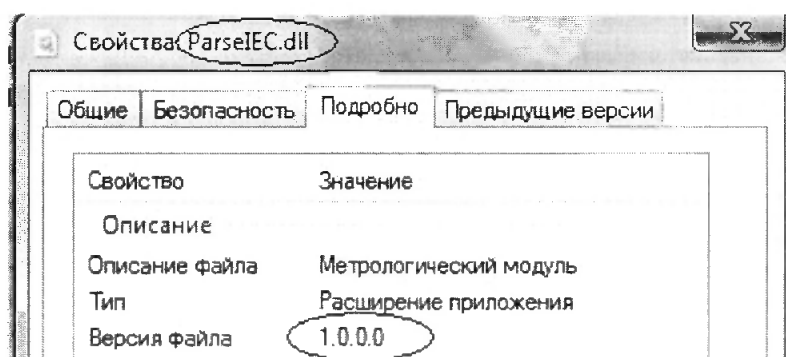 Свойства: ParseIEC.dll
Общие Безопасность Подробно Предыдущие версии
Свойство Значение
Описание
Описание файла Метрологический модуль
Тип Расширение приложения
Версия файла 1.0.0.0